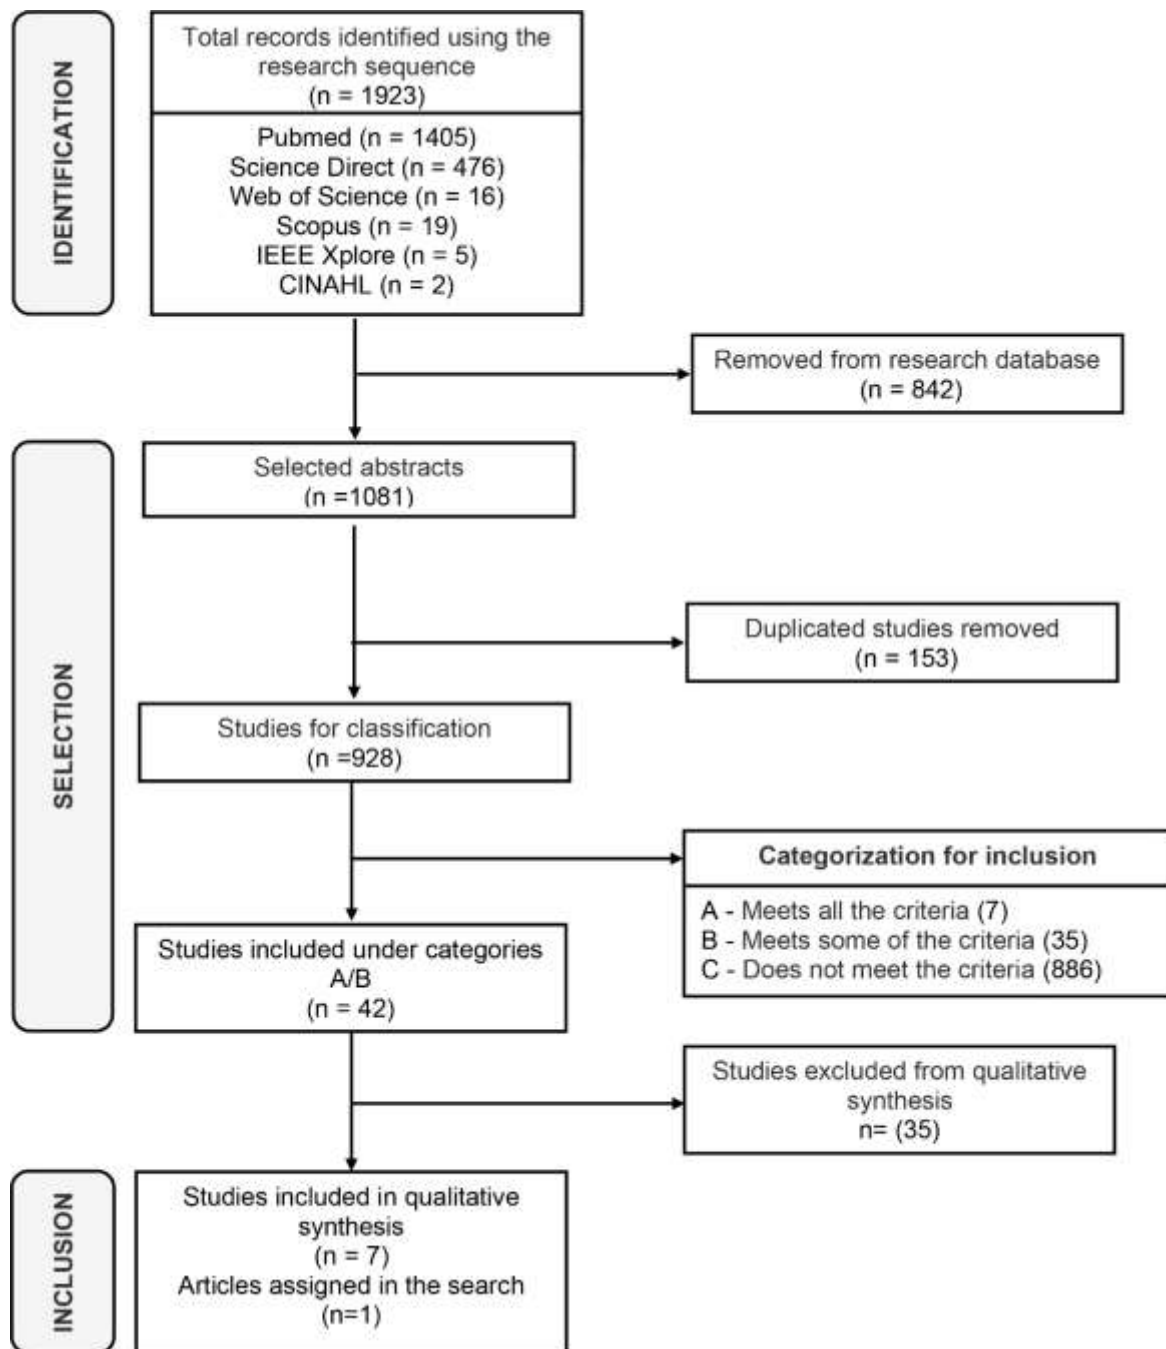 IDENTIFICATION
Total records identified using the
research sequence
(n = 1923)
Pubmed (n = 1405)
Science Direct (n = 476)
Web of Science (n = 16)
Scopus (n = 19)
IEEE Xplore (n = 5)
CINAHL (n = 2)
Removed from research database
(n = 842)
SELECTION
Selected abstracts
(n =1081)
Duplicated studies removed
(n = 153)
Studies for classification
(n =928)
Categorization for inclusion
A - Meets all the criteria (7)
B - Meets some of the criteria (35)
C - Does not meet the criteria (886)
Studies included under categories
A/B
(n = 42)
Studies excluded from qualitative
synthesis
n= (35)
INCLUSION
Studies included in qualitative
synthesis
(n = 7)
Articles assigned in the search
(n=1)